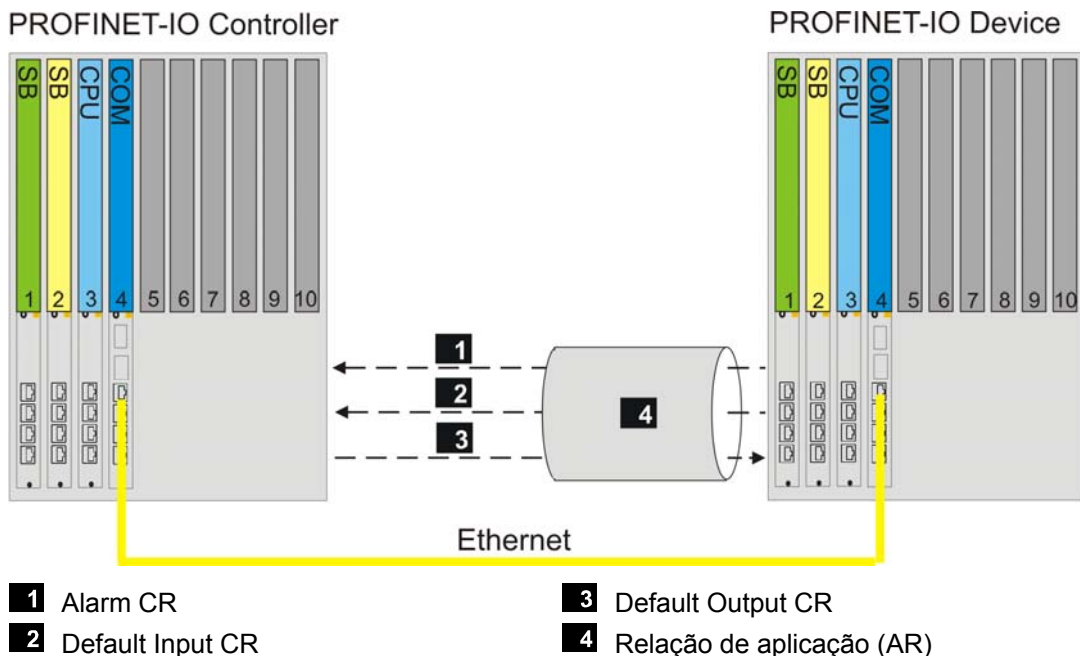 PROFINET-IO Controller
PROFINET-IO Device
SB SB CPU COM
1 2 3 4 5 6 7 8 9 10
SB SB CPU COM
1 2 3 4 5 6 7 8 9 10
1
2
3
4
Ethernet
1 Alarm CR
3 Default Output CR
2 Default Input CR
4 Relação de aplicação (AR)